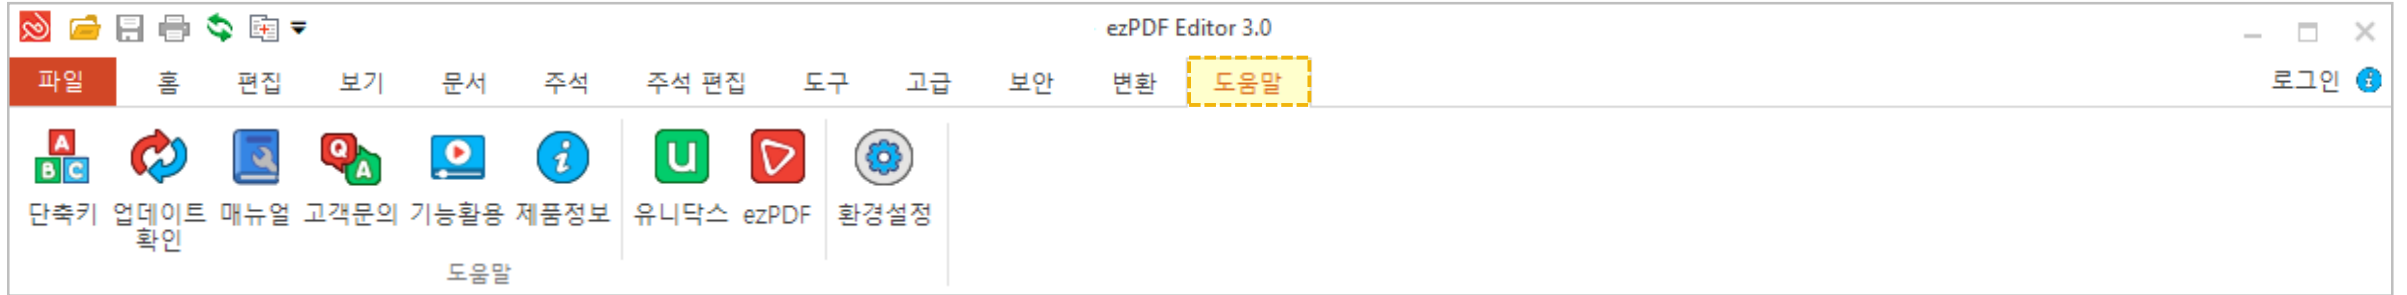 ezPDF Editor 3.0
파일 홈 편집 보기 문서 주석 주석 편집 도구 고급 보안 변환 도움말 로그인
A
B C
Q
A
u
단축키 업데이트 매뉴얼 고객문의 기능활용 제품정보 유니닥스 ezPDF 환경설정
확인
도움말